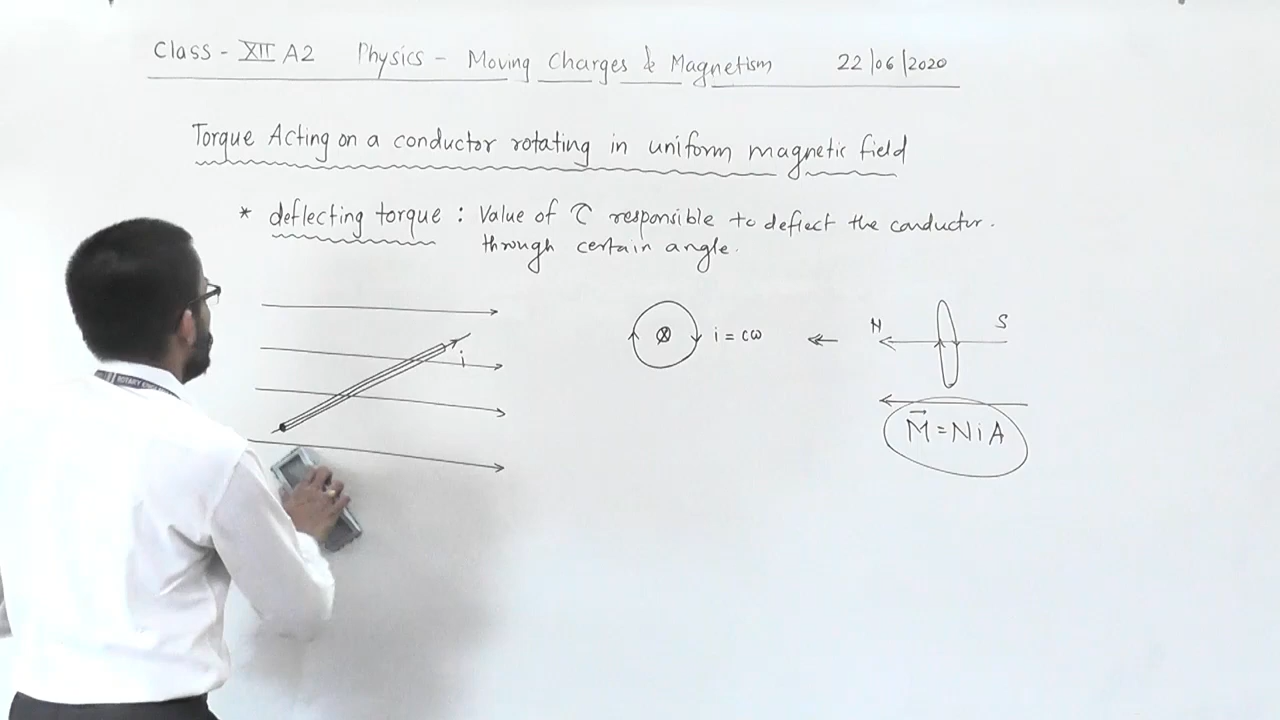 Class - XII A2 Physics - Moving Charges & Magnetism 22/06/2020
Torque Acting on a conductor rotating in uniform magnetic field
* deflecting torque : Value of τ responsible to deflect the conductor.
through certain angle.
i
i = cω
N S
M⃗ = NiA
ROTARY